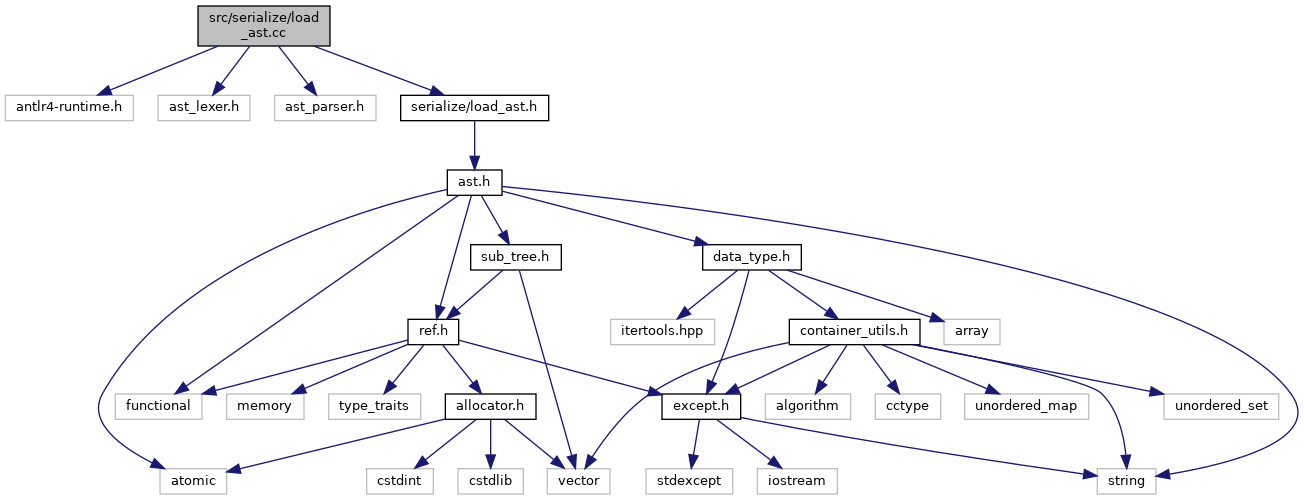 src/serialize/load
_ast.cc
antlr4-runtime.h
ast_lexer.h
ast_parser.h
serialize/load_ast.h
ast.h
sub_tree.h
data_type.h
ref.h
itertools.hpp
container_utils.h
array
functional
memory
type_traits
allocator.h
except.h
algorithm
cctype
unordered_map
unordered_set
atomic
cstdint
cstdlib
vector
stdexcept
iostream
string